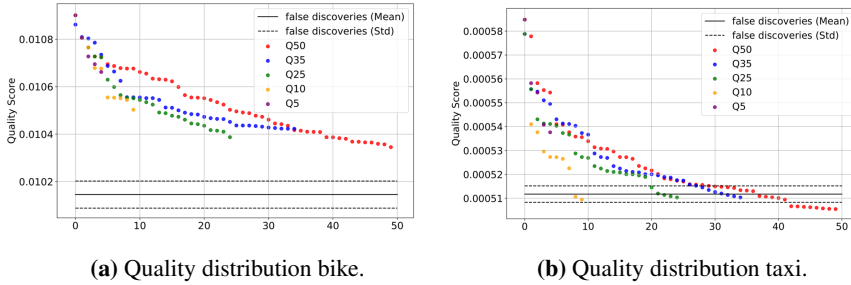 false discoveries (Mean)
false discoveries (Std)
Q50
Q35
Q25
Q10
Q5
Quality Score
0.0108
0.0106
0.0104
0.0102
0 10 20 30 40 50
(a) Quality distribution bike.
false discoveries (Mean)
false discoveries (Std)
Q50
Q35
Q25
Q10
Q5
Quality Score
0.00058
0.00057
0.00056
0.00055
0.00054
0.00053
0.00052
0.00051
0 10 20 30 40 50
(b) Quality distribution taxi.